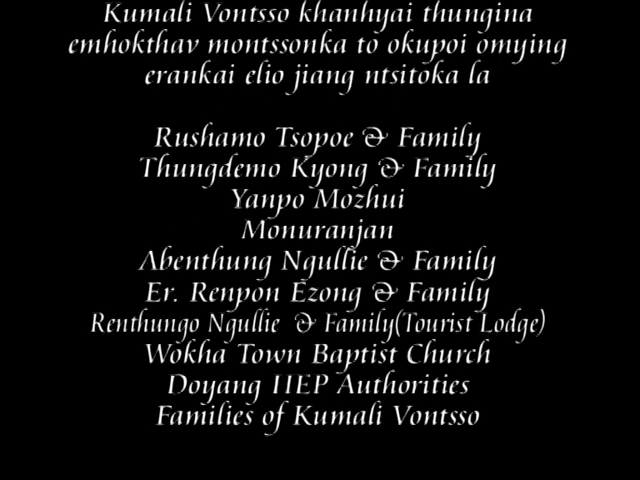 Kumali Vontsso khanhyai thungina
emhokthav montssonka to okupoi omying
erankai elio jiang ntsitoka la
Rushamo Tsopoe & Family
Thungdemo Kyong & Family
Yanpo Mozhui
Monuranjan
Abenthung Ngullie & Family
Er. Renpon Ezong & Family
Renthungo Ngullie & Family(Tourist Lodge)
Wokha Town Baptist Church
Doyang HEP Authorities
Families of Kumali Vontsso